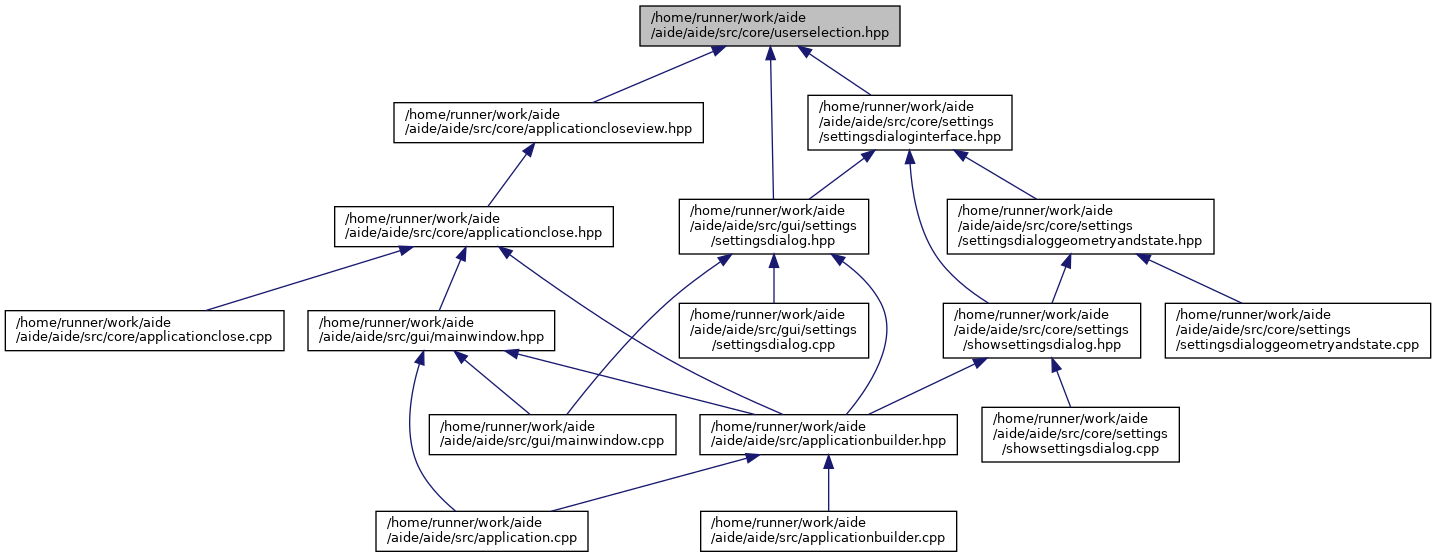 /home/runner/work/aide
/aide/aide/src/core/userselection.hpp
/home/runner/work/aide
/aide/aide/src/core/applicationcloseview.hpp
/home/runner/work/aide
/aide/aide/src/core/settings
/settingsdialoginterface.hpp
/home/runner/work/aide
/aide/aide/src/core/applicationclose.hpp
/home/runner/work/aide
/aide/aide/src/gui/settings
/settingsdialog.hpp
/home/runner/work/aide
/aide/aide/src/core/settings
/settingsdialoggeometryandstate.hpp
/home/runner/work/aide
/aide/aide/src/core/applicationclose.cpp
/home/runner/work/aide
/aide/aide/src/gui/mainwindow.hpp
/home/runner/work/aide
/aide/aide/src/gui/settings
/settingsdialog.cpp
/home/runner/work/aide
/aide/aide/src/core/settings
/showsettingsdialog.hpp
/home/runner/work/aide
/aide/aide/src/core/settings
/settingsdialoggeometryandstate.cpp
/home/runner/work/aide
/aide/aide/src/gui/mainwindow.cpp
/home/runner/work/aide
/aide/aide/src/applicationbuilder.hpp
/home/runner/work/aide
/aide/aide/src/core/settings
/showsettingsdialog.cpp
/home/runner/work/aide
/aide/aide/src/application.cpp
/home/runner/work/aide
/aide/aide/src/applicationbuilder.cpp